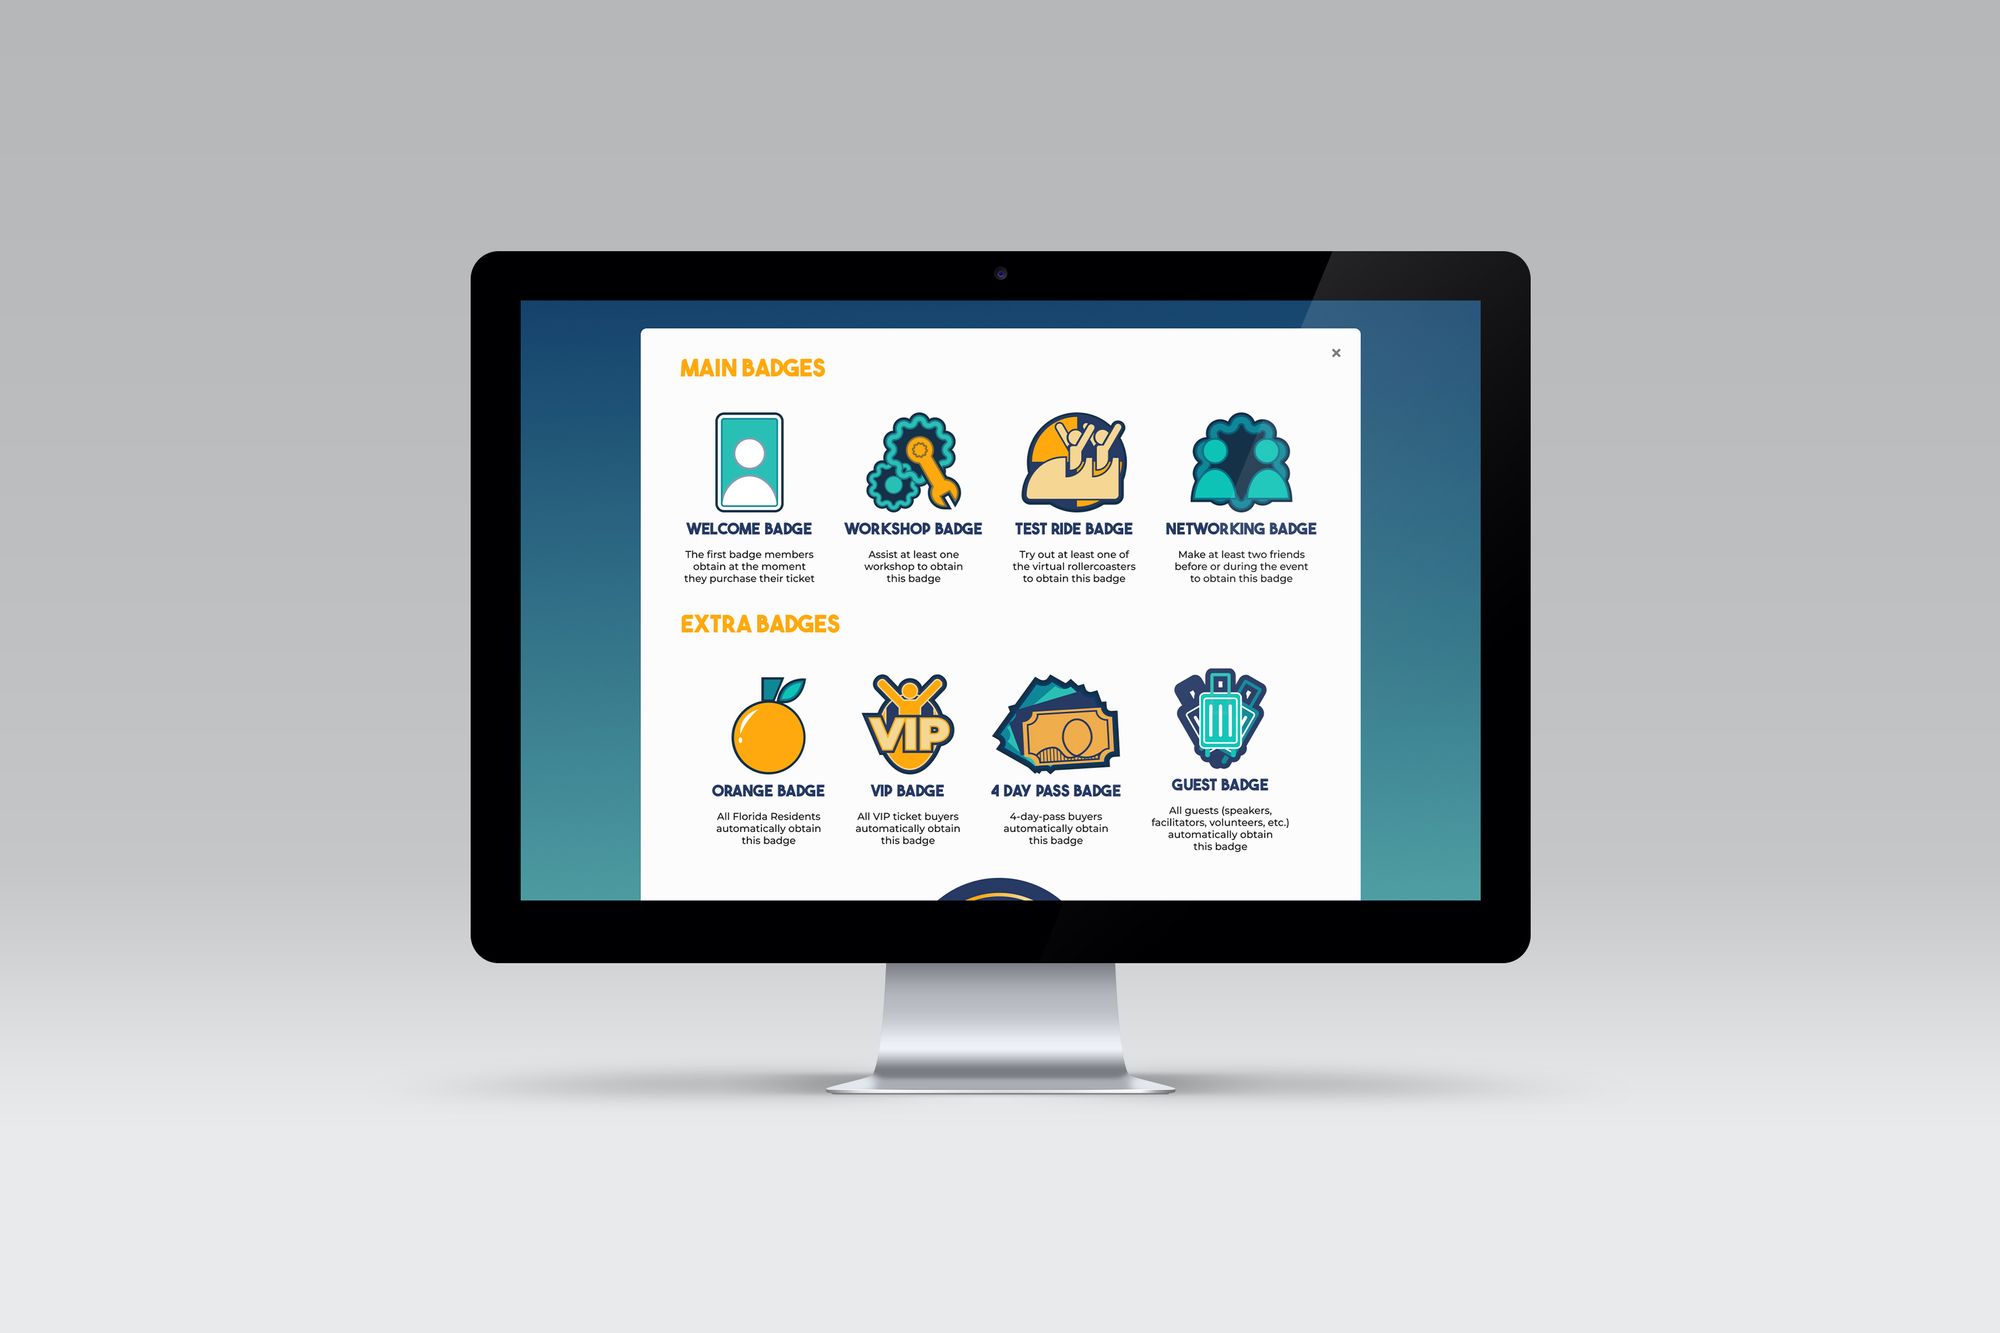 MAIN BADGES
×
WELCOME BADGE
The first badge members
obtain at the moment
they purchase their ticket
WORKSHOP BADGE
Assist at least one
workshop to obtain
this badge
TEST RIDE BADGE
Try out at least one of
the virtual rollercoasters
to obtain this badge
NETWORKING BADGE
Make at least two friends
before or during the event
to obtain this badge
EXTRA BADGES
ORANGE BADGE
All Florida Residents
automatically obtain
this badge
VIP
VIP BADGE
All VIP ticket buyers
automatically obtain
this badge
4 DAY PASS BADGE
4-day-pass buyers
automatically obtain
this badge
GUEST BADGE
All guests (speakers,
facilitators, volunteers, etc.)
automatically obtain
this badge